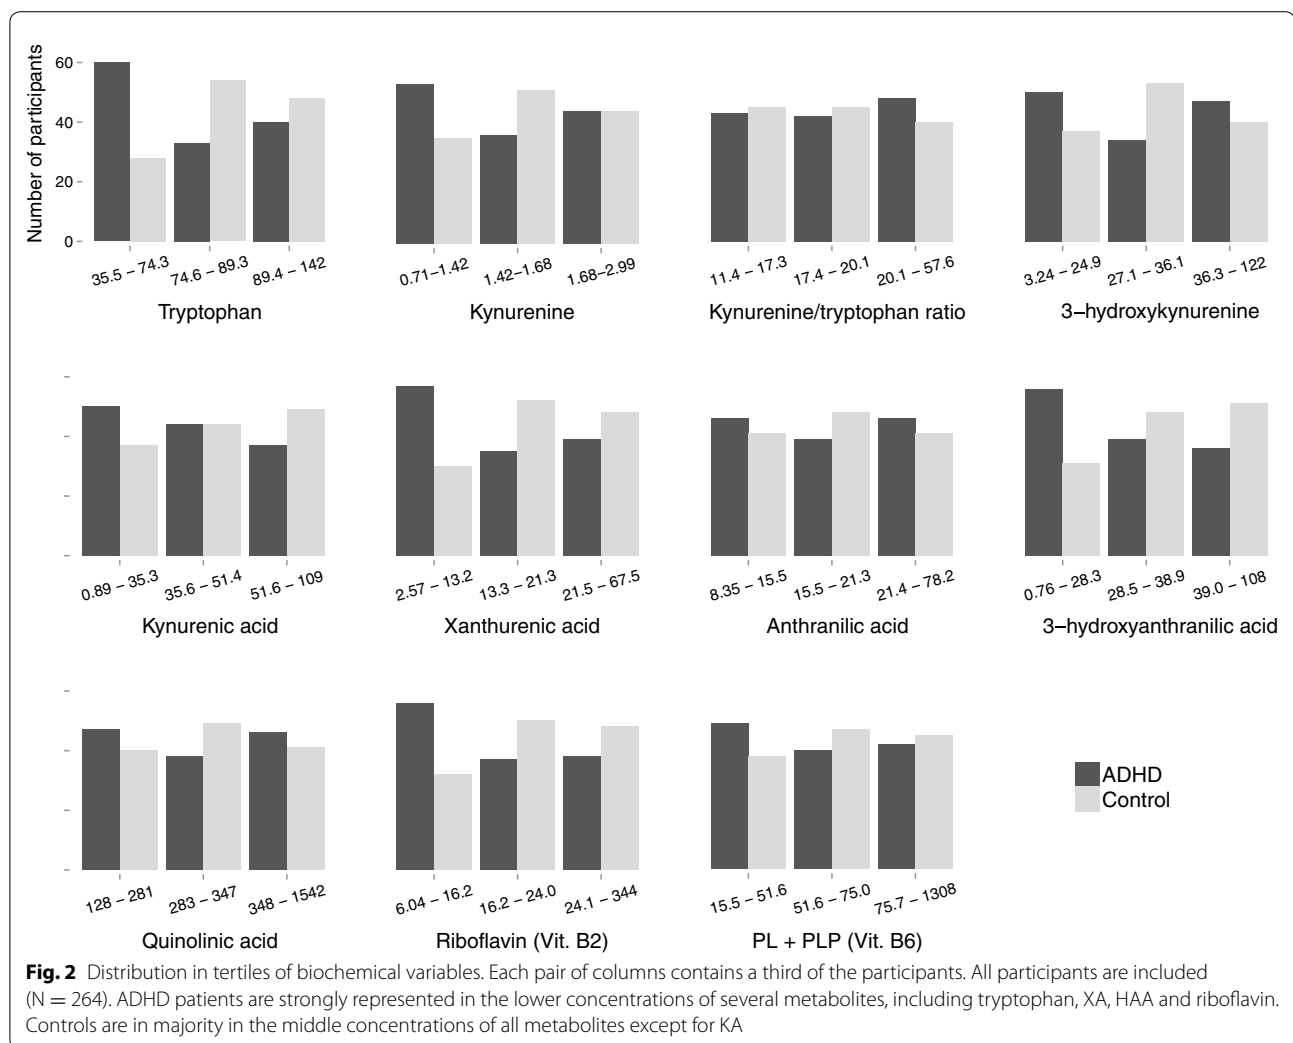 Number of participants
60
40
20
0
35.5 – 74.3
74.6 – 89.3
89.4 – 142
Tryptophan
0.71–1.42
1.42–1.68
1.68–2.99
Kynurenine
11.4 – 17.3
17.4 – 20.1
20.1 – 57.6
Kynurenine/tryptophan ratio
3.24 – 24.9
27.1 – 36.1
36.3 – 122
3–hydroxykynurenine
0.89 – 35.3
35.6 – 51.4
51.6 – 109
Kynurenic acid
2.57 – 13.2
13.3 – 21.3
21.5 – 67.5
Xanthurenic acid
8.35 – 15.5
15.5 – 21.3
21.4 – 78.2
Anthranilic acid
0.76 – 28.3
28.5 – 38.9
39.0 – 108
3–hydroxyanthranilic acid
128 – 281
283 – 347
348 – 1542
Quinolinic acid
6.04 – 16.2
16.2 – 24.0
24.1 – 344
Riboflavin (Vit. B2)
15.5 – 51.6
51.6 – 75.0
75.7 – 1308
PL + PLP (Vit. B6)
ADHD
Control
Fig. 2 Distribution in tertiles of biochemical variables. Each pair of columns contains a third of the participants. All participants are included
(N = 264). ADHD patients are strongly represented in the lower concentrations of several metabolites, including tryptophan, XA, HAA and riboflavin.
Controls are in majority in the middle concentrations of all metabolites except for KA